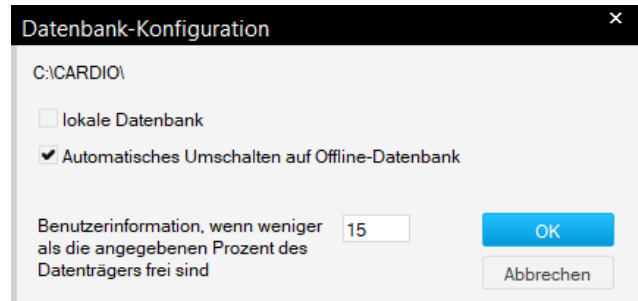 Datenbank-Konfiguration
C:\CARDIO\
lokale Datenbank
Automatisches Umschalten auf Offline-Datenbank
Benutzerinformation, wenn weniger
als die angegebenen Prozent des
Datenträgers frei sind
15
OK
Abbrechen